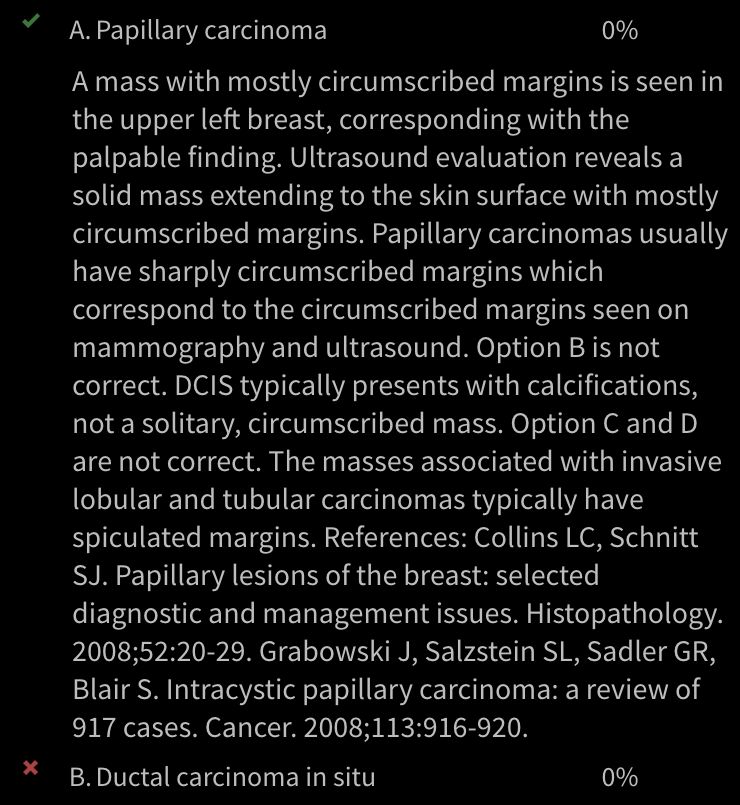 A. Papillary carcinoma 0%
A mass with mostly circumscribed margins is seen in
the upper left breast, corresponding with the
palpable finding. Ultrasound evaluation reveals a
solid mass extending to the skin surface with mostly
circumscribed margins. Papillary carcinomas usually
have sharply circumscribed margins which
correspond to the circumscribed margins seen on
mammography and ultrasound. Option B is not
correct. DCIS typically presents with calcifications,
not a solitary, circumscribed mass. Option C and D
are not correct. The masses associated with invasive
lobular and tubular carcinomas typically have
spiculated margins. References: Collins LC, Schnitt
SJ. Papillary lesions of the breast: selected
diagnostic and management issues. Histopathology.
2008;52:20-29. Grabowski J, Salzstein SL, Sadler GR,
Blair S. Intracystic papillary carcinoma: a review of
917 cases. Cancer. 2008;113:916-920.
B. Ductal carcinoma in situ 0%